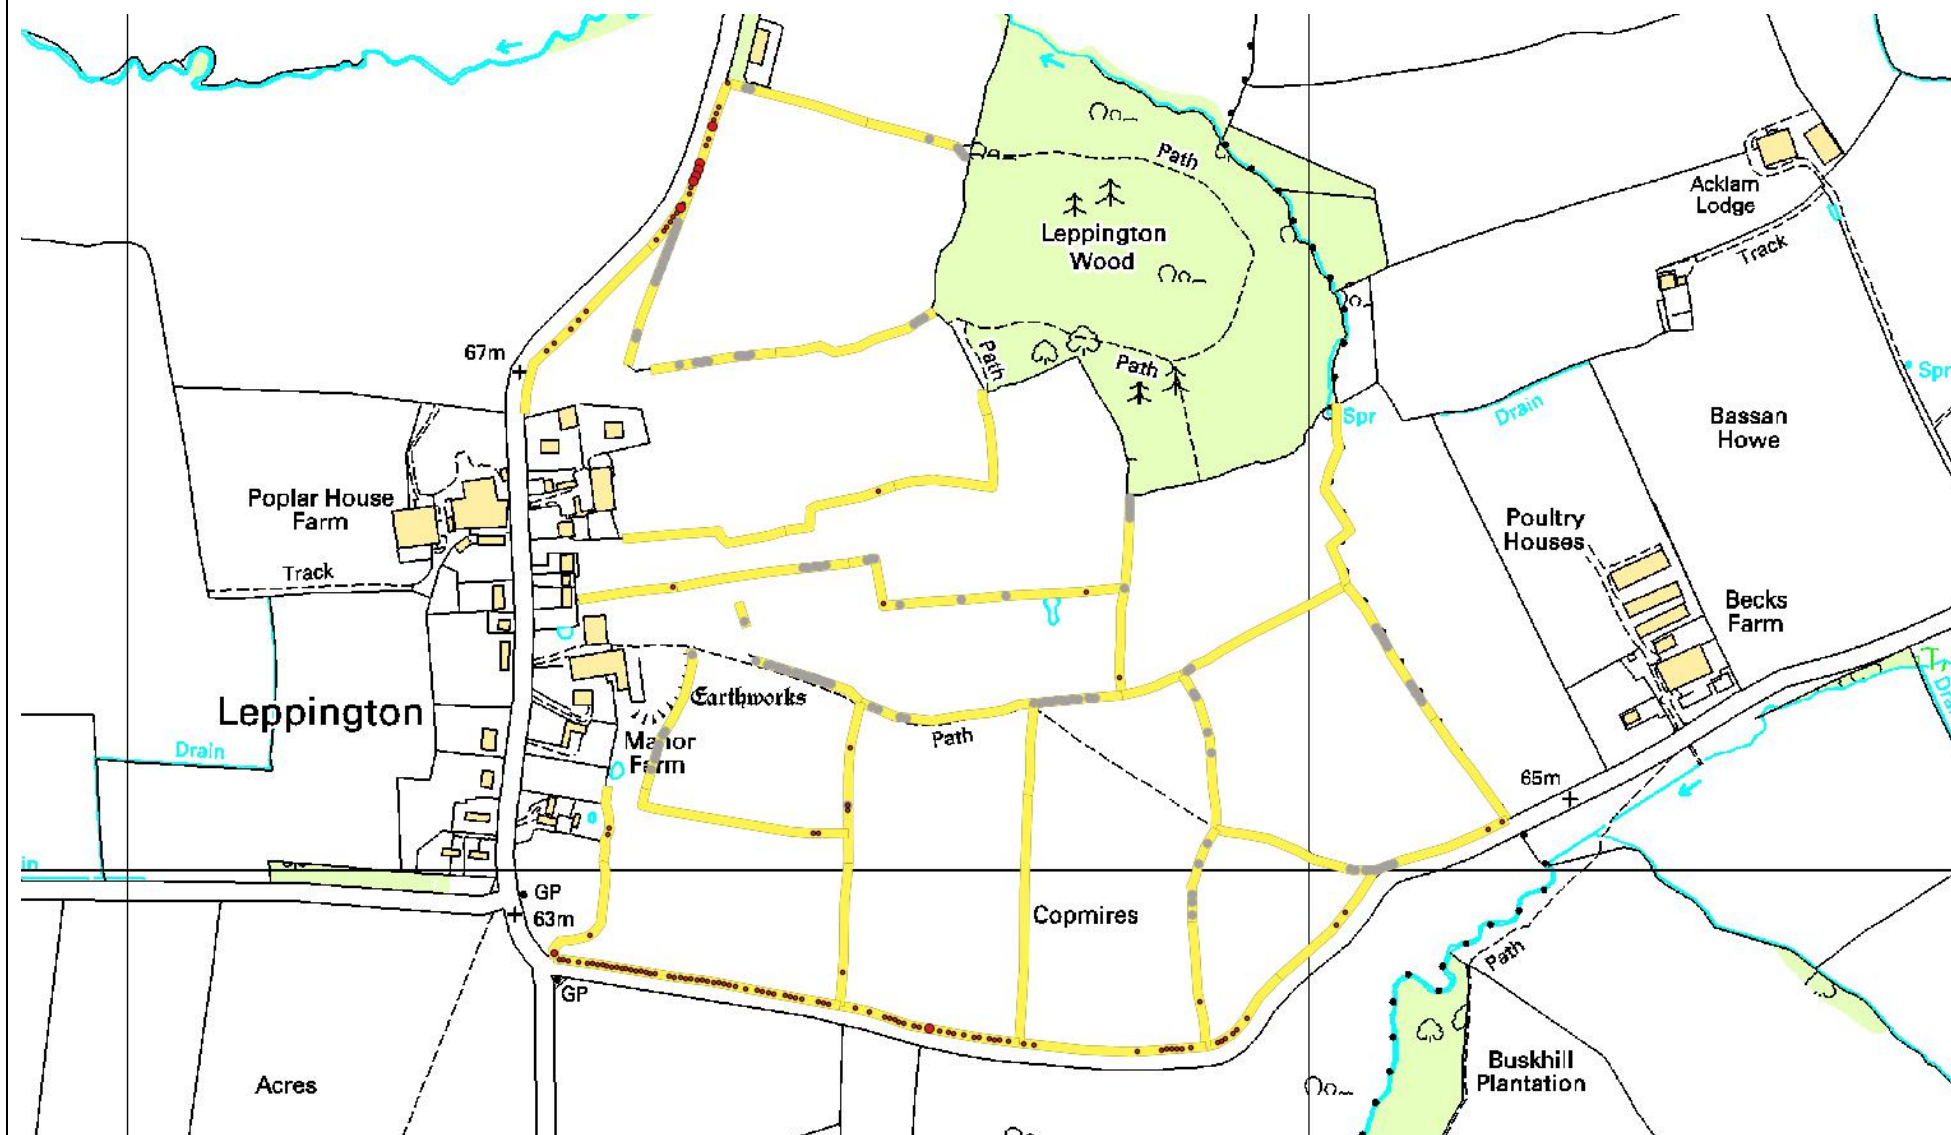 Path
Acklam
Lodge
Leppington
Wood
Track
67m
Path
Path
Spr
Drain
Spr
Bassan
Howe
Poplar House
Farm
Poultry
Houses
Track
Becks
Farm
Earthworks
Leppington
Path
Manor
Farm
Drain
65m
GP
63m
Copmires
Path
GP
Acres
Buskhill
Plantation